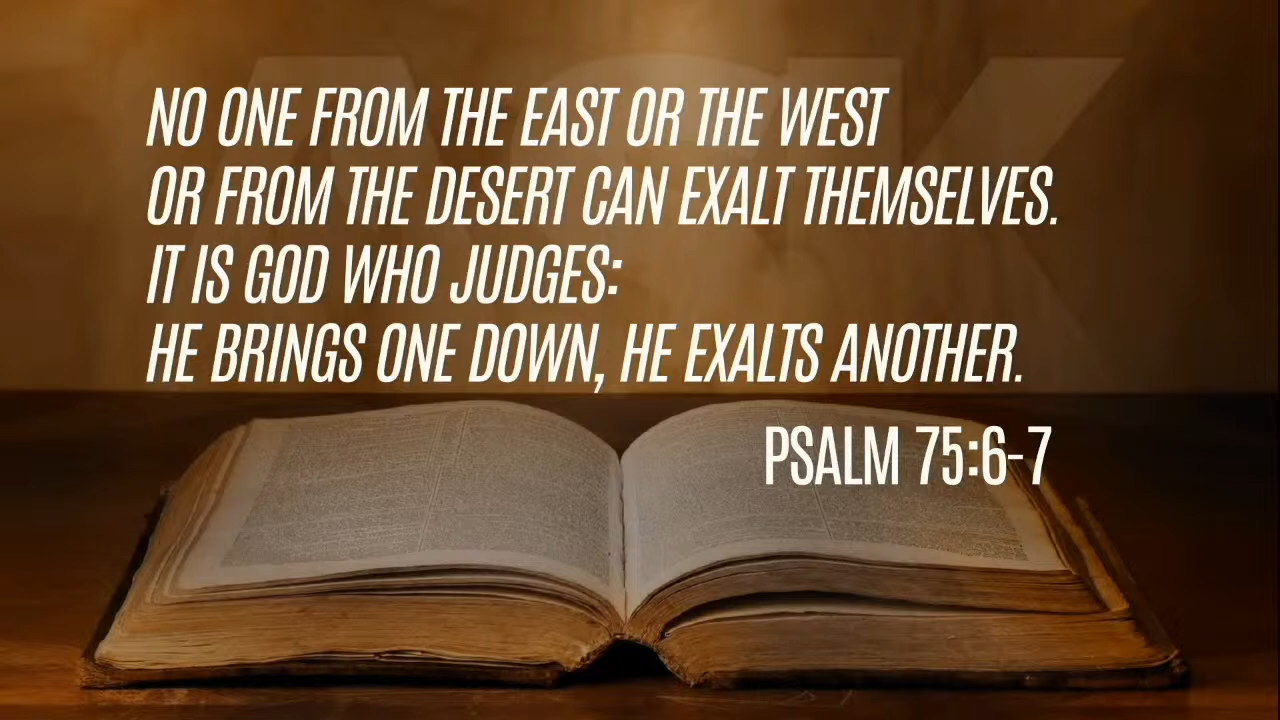 NO ONE FROM THE EAST OR THE WEST
OR FROM THE DESERT CAN EXALT THEMSELVES.
IT IS GOD WHO JUDGES:
HE BRINGS ONE DOWN, HE EXALTS ANOTHER.
PSALM 75:6-7